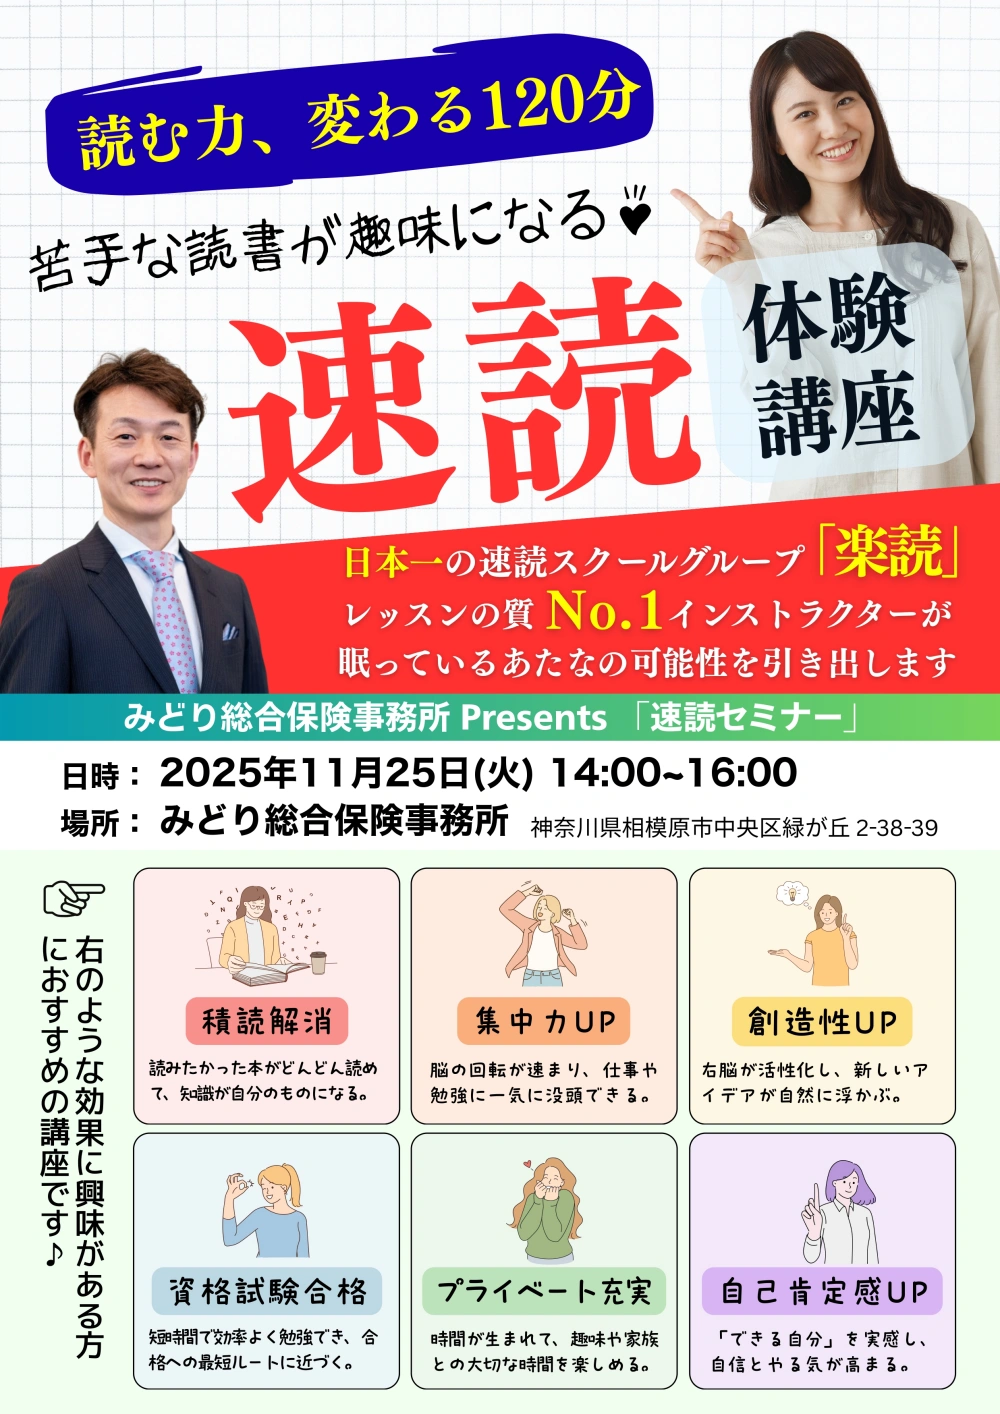 読む力、変わる120分
苦手な読書が趣味になる
速読
体験
講座
日本一の速読スクールグループ「楽読」
レッスンの質 No.1インストラクターが
眠っているあたなの可能性を引き出します
みどり総合保険事務所 Presents 「速読セミナー」
日時： 2025年11月25日(火) 14:00~16:00
場所： みどり総合保険事務所 神奈川県相模原市中央区緑が丘 2-38-39
右のような効果に興味がある方
におすすめの講座です♪
積読解消
読みたかった本がどんどん読め
て、知識が自分のものになる。
集中力UP
脳の回転が速まり、仕事や
勉強に一気に没頭できる。
創造性UP
右脳が活性化し、新しいア
イデアが自然に浮かぶ。
資格試験合格
短時間で効率よく勉強でき、合
格への最短ルートに近づく。
プライベート充実
時間が生まれて、趣味や家族
との大切な時間を楽しめる。
自己肯定感UP
「できる自分」を実感し、
自信とやる気が高まる。